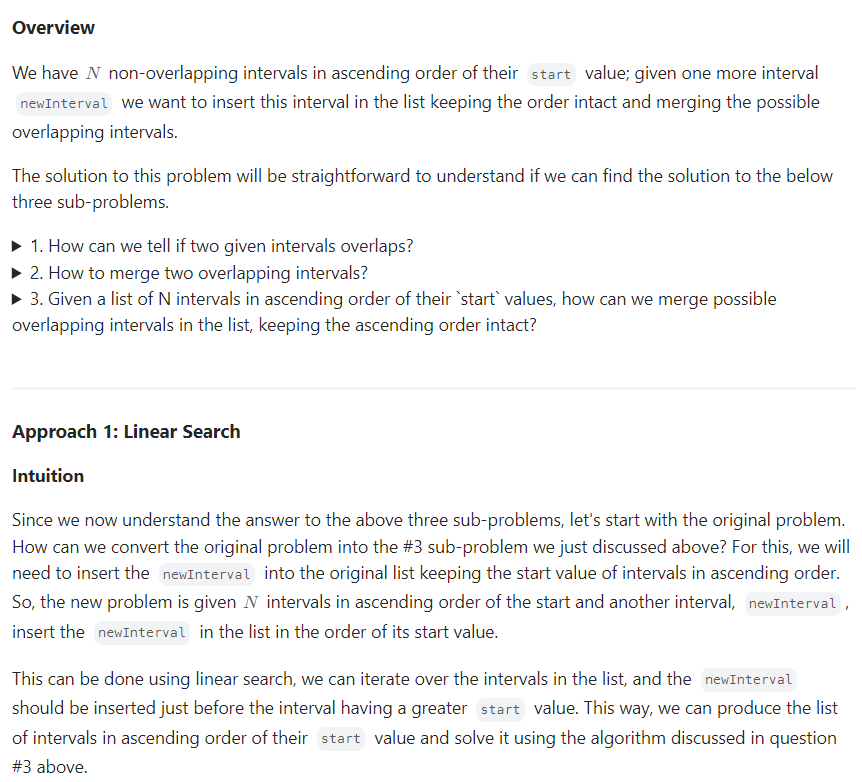 Overview
We have N non-overlapping intervals in ascending order of their start value; given one more interval
newInterval we want to insert this interval in the list keeping the order intact and merging the possible
overlapping intervals.
The solution to this problem will be straightforward to understand if we can find the solution to the below
three sub-problems.
▶ 1. How can we tell if two given intervals overlaps?
▶ 2. How to merge two overlapping intervals?
▶ 3. Given a list of N intervals in ascending order of their `start` values, how can we merge possible
overlapping intervals in the list, keeping the ascending order intact?
Approach 1: Linear Search
Intuition
Since we now understand the answer to the above three sub-problems, let's start with the original problem.
How can we convert the original problem into the #3 sub-problem we just discussed above? For this, we will
need to insert the newInterval into the original list keeping the start value of intervals in ascending order.
So, the new problem is given N intervals in ascending order of the start and another interval, newInterval ,
insert the newInterval in the list in the order of its start value.
This can be done using linear search, we can iterate over the intervals in the list, and the newInterval
should be inserted just before the interval having a greater start value. This way, we can produce the list
of intervals in ascending order of their start value and solve it using the algorithm discussed in question
#3 above.